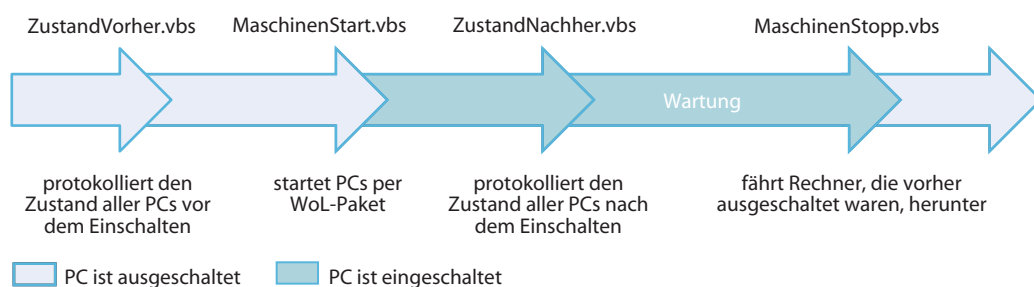 ZustandVorher.vbs
MaschinenStart.vbs
ZustandNachher.vbs
MaschinenStopp.vbs
Wartung
protokolliert den
Zustand aller PCs vor
dem Einschalten
startet PCs per
WoL-Paket
protokolliert den
Zustand aller PCs nach
dem Einschalten
fährt Rechner, die vorher
ausgeschaltet waren, herunter
PC ist ausgeschaltet
PC ist eingeschaltet